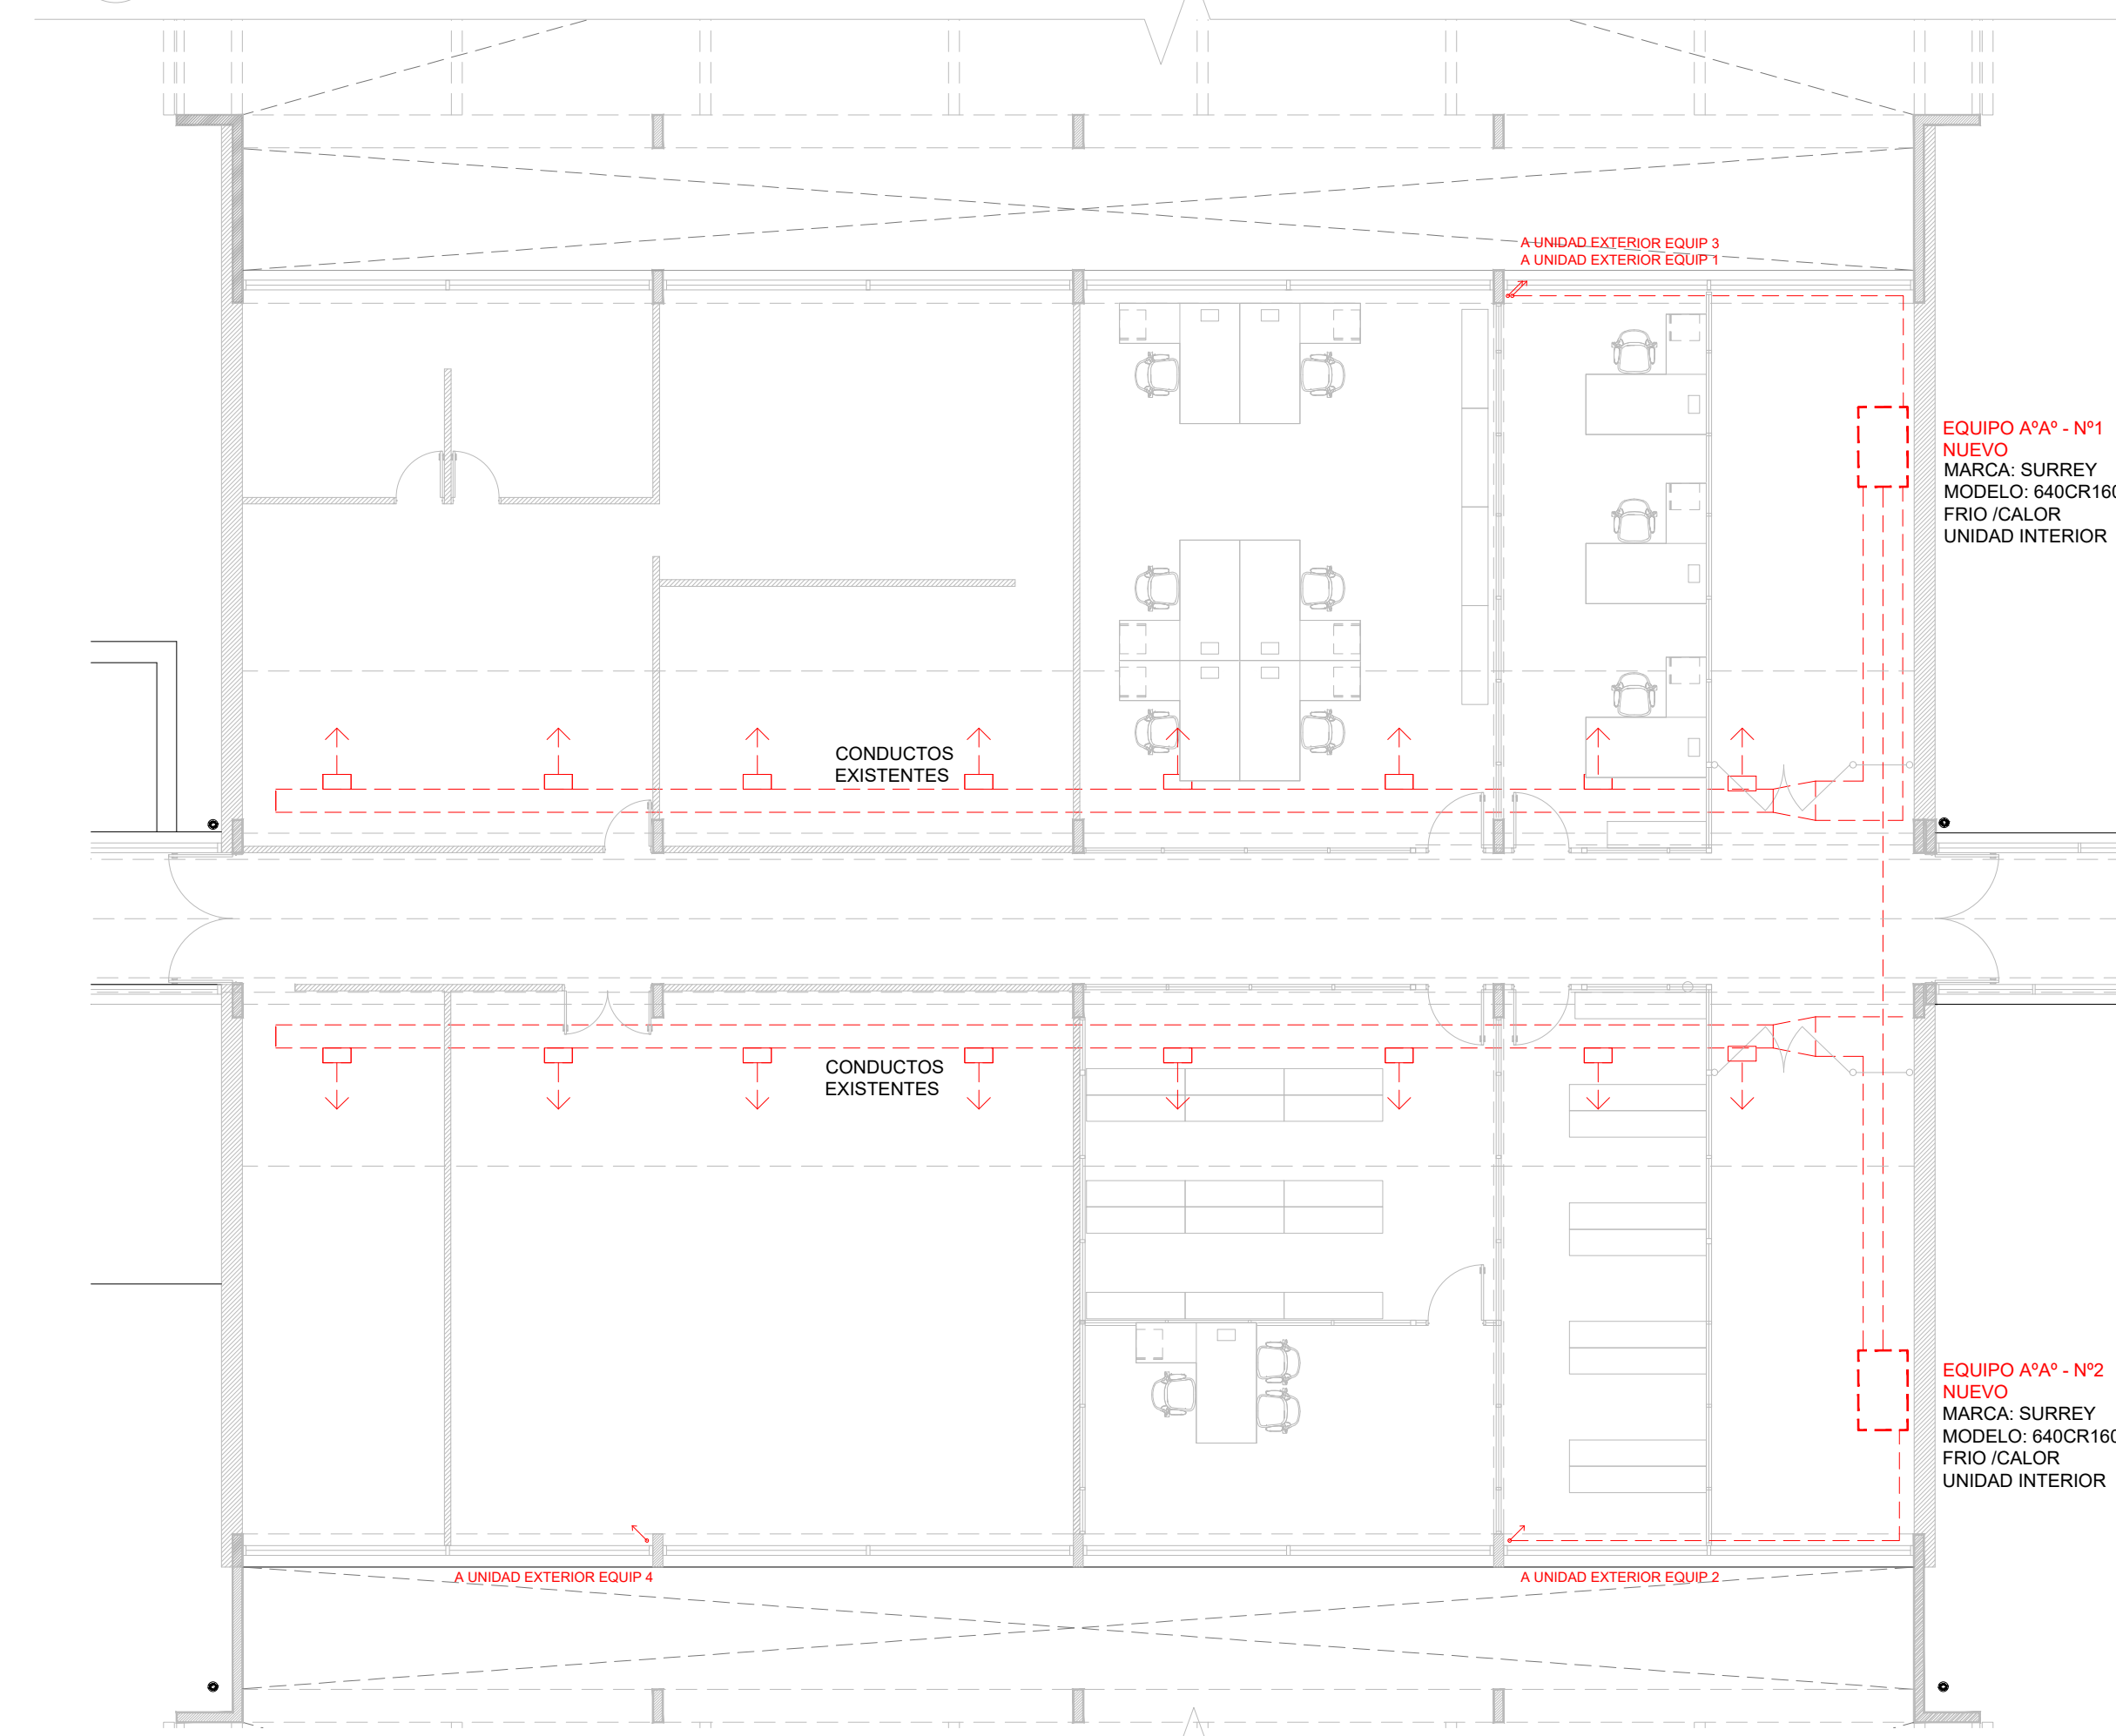 A UNIDAD EXTERIOR EQUIP 3
A UNIDAD EXTERIOR EQUIP 1
EQUIPO AºAº - Nº1
NUEVO
MARCA: SURREY
MODELO: 640CR160
FRIO /CALOR
UNIDAD INTERIOR
CONDUCTOS
EXISTENTES
CONDUCTOS
EXISTENTES
EQUIPO AºAº - Nº2
NUEVO
MARCA: SURREY
MODELO: 640CR160
FRIO /CALOR
UNIDAD INTERIOR
A UNIDAD EXTERIOR EQUIP 4
A UNIDAD EXTERIOR EQUIP 2